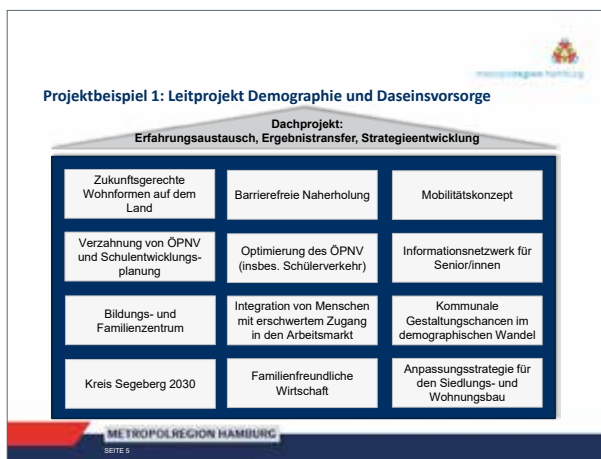 metropolregion hamburg
Projektbeispiel 1: Leitprojekt Demographie und Daseinsvorsorge
Dachprojekt:
Erfahrungsaustausch, Ergebnistransfer, Strategieentwicklung
Zukunftsgerechte
Wohnformen auf dem
Land
Barrierefreie Naherholung
Mobilitätskonzept
Verzahnung von ÖPNV
und Schulentwicklungs-
planung
Optimierung des ÖPNV
(insbes. Schülerverkehr)
Informationsnetzwerk für
Senior/innen
Bildungs- und
Familienzentrum
Integration von Menschen
mit erschwertem Zugang
in den Arbeitsmarkt
Kommunale
Gestaltungschancen im
demographischen Wandel
Kreis Segeberg 2030
Familienfreundliche
Wirtschaft
Anpassungsstrategie für
den Siedlungs- und
Wohnungsbau
METROPOLREGION HAMBURG
SEITE 5